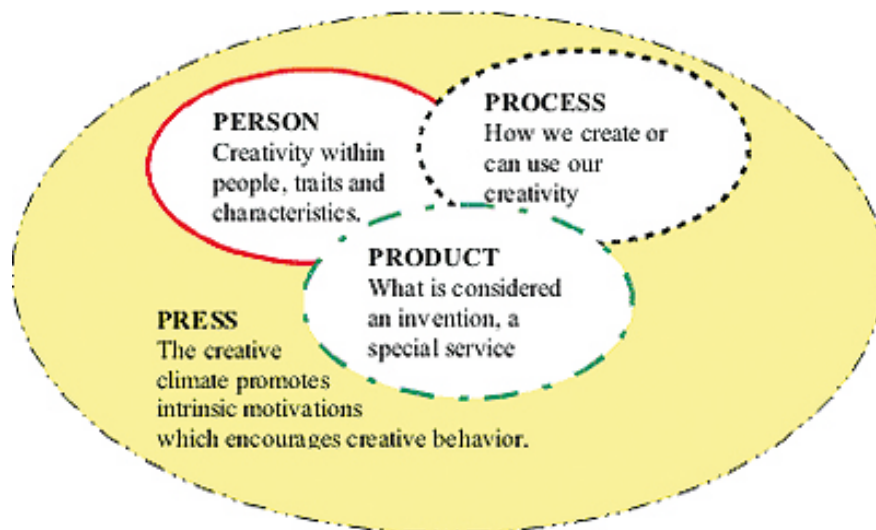 PERSON
Creativity within
people, traits and
characteristics.
PROCESS
How we create or
can use our
creativity
PRODUCT
What is considered
an invention, a
special service
PRESS
The creative
climate promotes
intrinsic motivations
which encourages creative behavior.